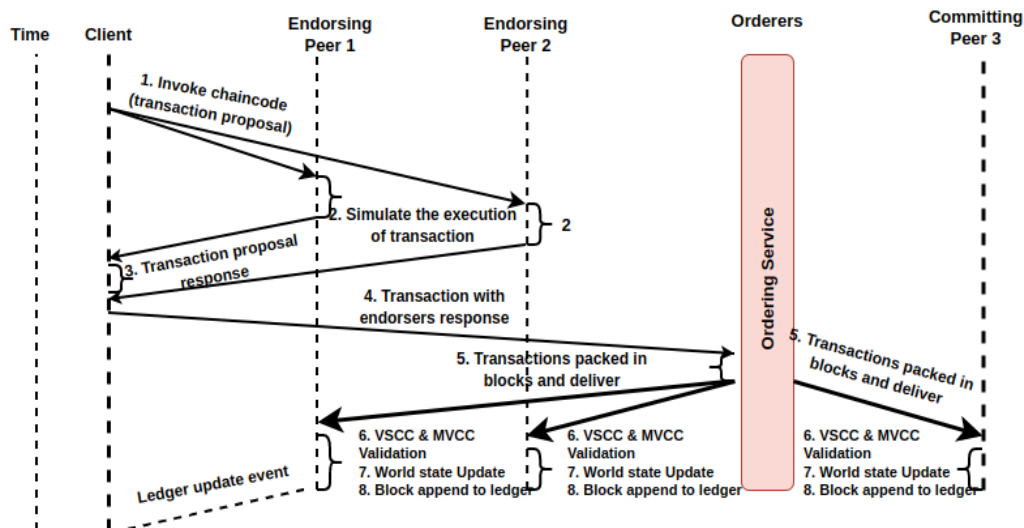 Time
Client
Endorsing
Peer 1
Endorsing
Peer 2
Orderers
Committing
Peer 3
1. Invoke chaincode
(transaction proposal)
2. Simulate the execution
of transaction
2
3. Transaction proposal
response
4. Transaction with
endorsers response
Ordering Service
5. Transactions packed in
blocks and deliver
5. Transactions packed in
blocks and deliver
6. VSCC & MVCC
Validation
7. World state Update
8. Block append to ledger
6. VSCC & MVCC
Validation
7. World state Update
8. Block append to ledger
6. VSCC & MVCC
Validation
7. World state Update
8. Block append to ledger
Ledger update event